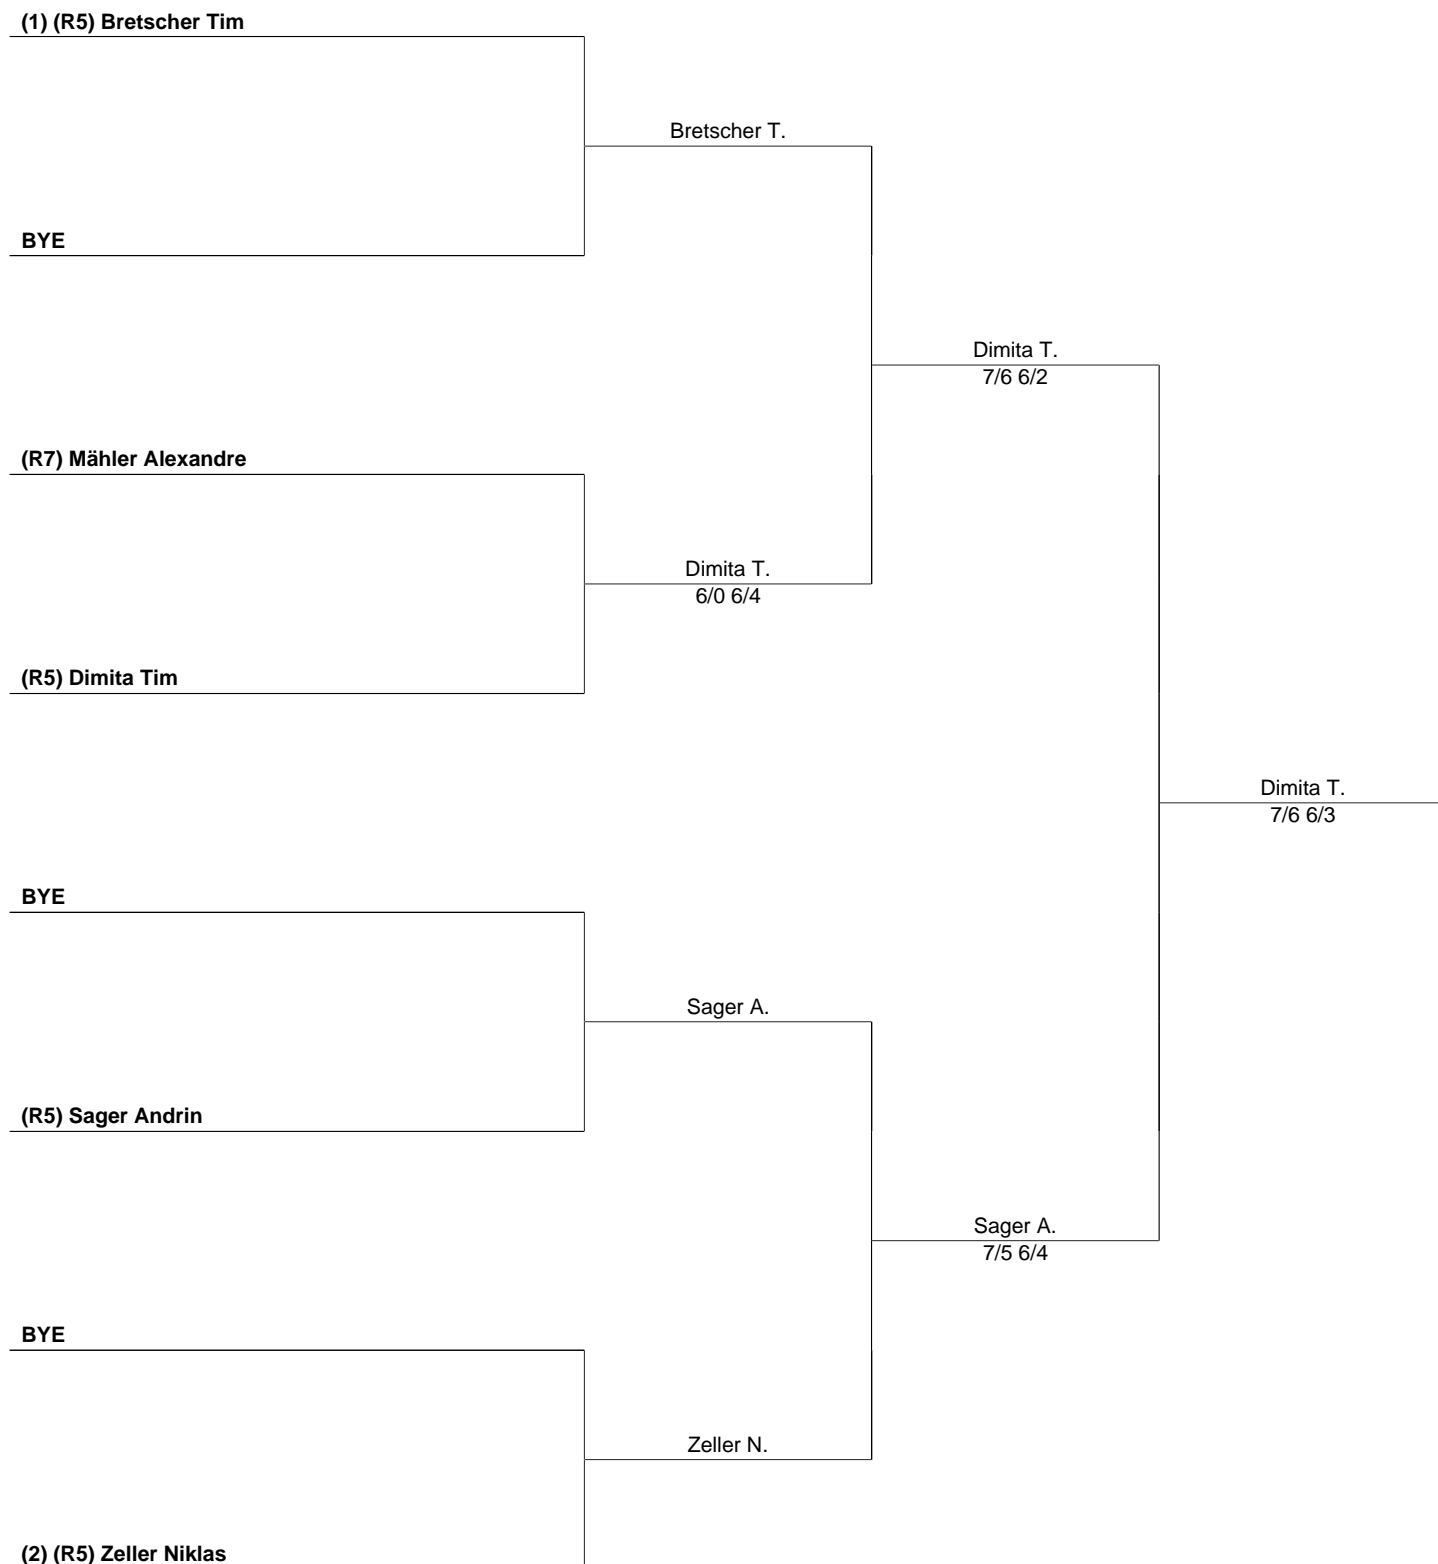 (1) (R5) Bretscher Tim
Bretscher T.
BYE
Dimita T.
7/6 6/2
(R7) Mähler Alexandre
Dimita T.
6/0 6/4
(R5) Dimita Tim
Dimita T.
7/6 6/3
BYE
Sager A.
(R5) Sager Andrin
Sager A.
7/5 6/4
BYE
Zeller N.
(2) (R5) Zeller Niklas